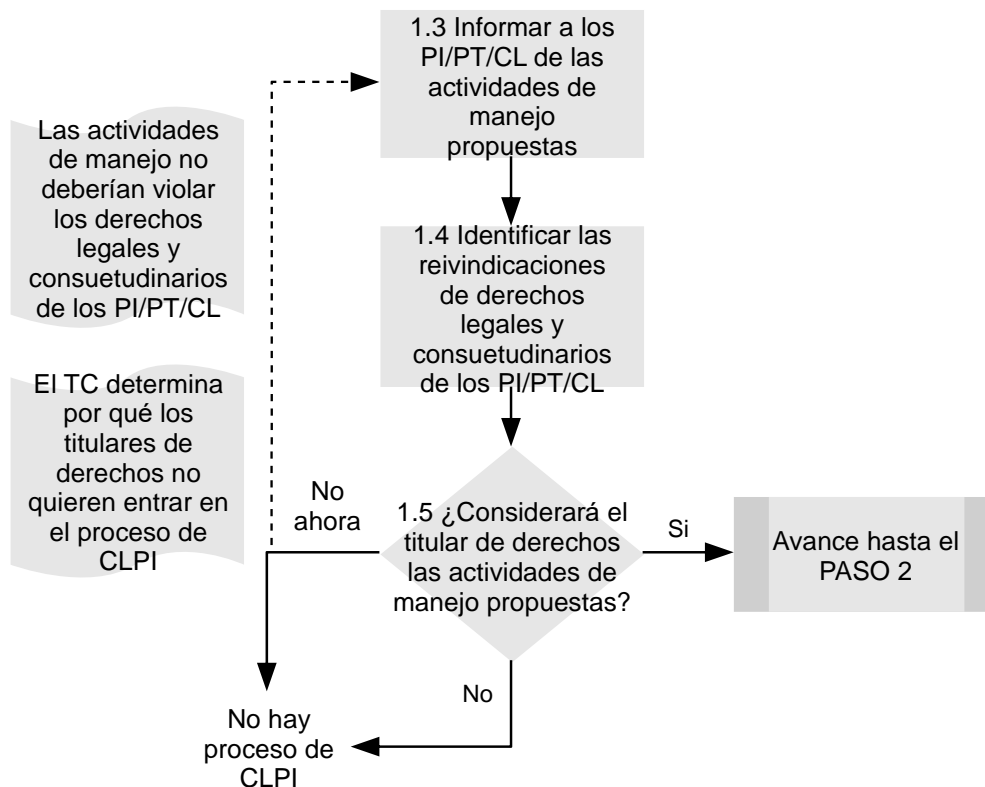 1.3 Informar a los
PI/PT/CL de las
actividades de
manejo
propuestas
Las actividades
de manejo no
deberían violar
los derechos
legales y
consuetudinarios
de los PI/PT/CL
1.4 Identificar las
reivindicaciones
de derechos
legales y
consuetudinarios
de los PI/PT/CL
El TC determina
por qué los
titulares de
derechos no
quieren entrar en
el proceso de
CLPI
No
ahora
1.5 ¿Considerará el
titular de derechos
las actividades de
manejo propuestas?
Si
Avance hasta el
PASO 2
No
No hay
proceso de
CLPI